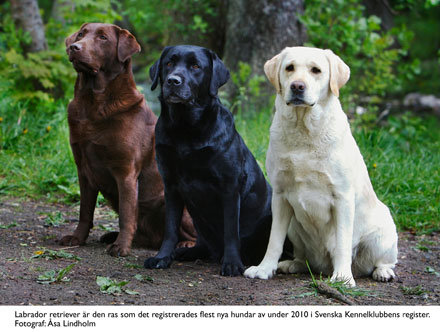 Labrador retriever är den ras som det registrerades flest nya hundar av under 2010 i Svenska Kennelklubbens register.
Fotograf: Åsa Lindholm